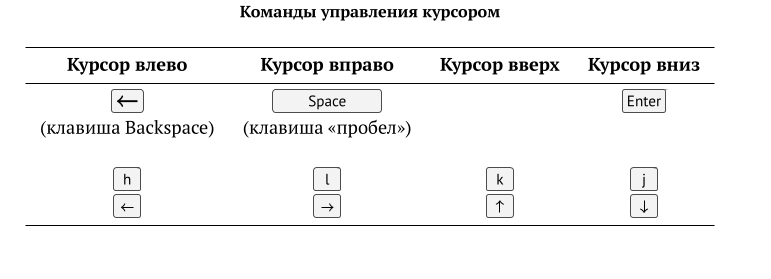 Команды управления курсором
Курсор влево Курсор вправо Курсор вверх Курсор вниз
← Space Enter
(клавиша Backspace) (клавиша «пробел»)
h l k j
← → ↑ ↓